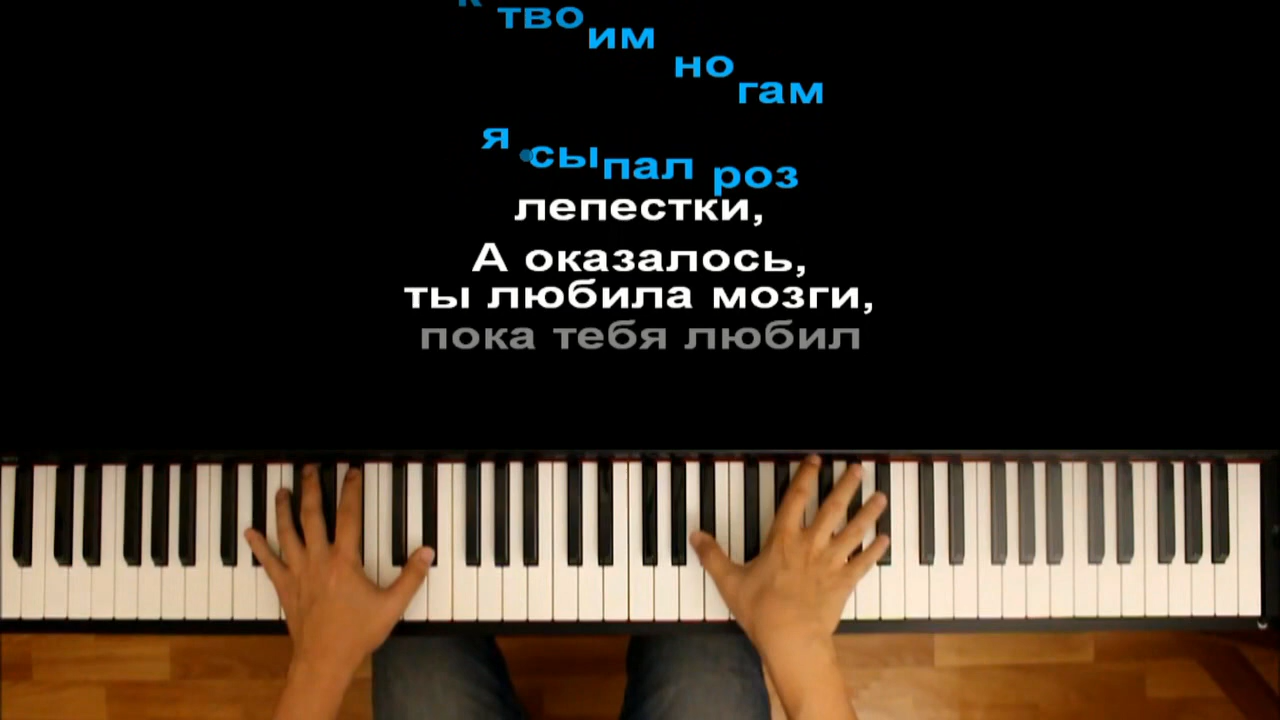 к твоим ногам
я сыпал роз
лепестки,
А оказалось,
ты любила мозги,
пока тебя любил